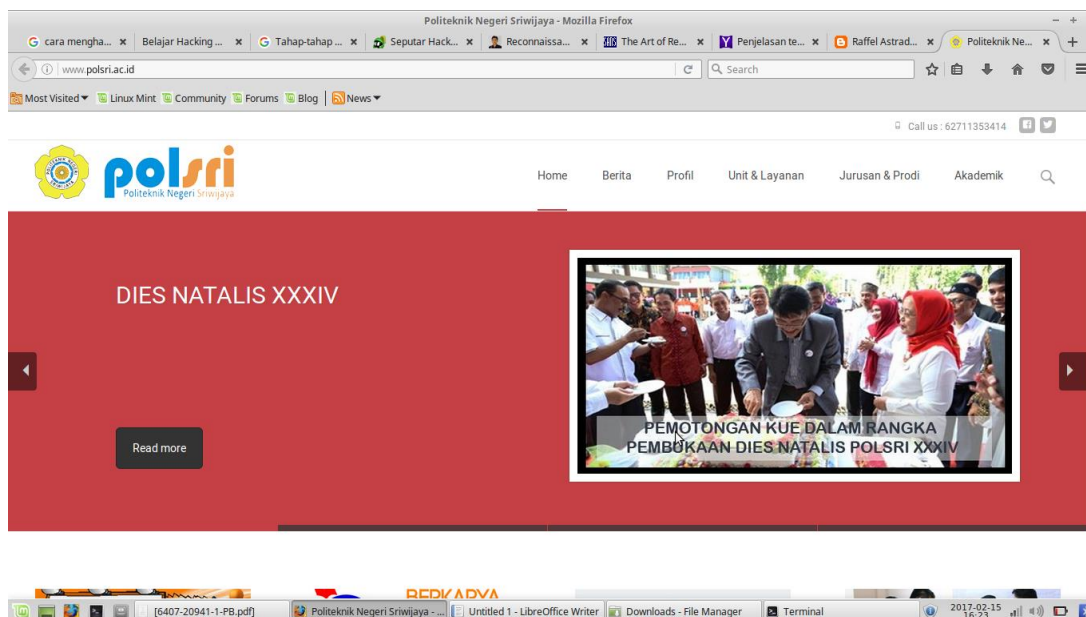 Politeknik Negeri Sriwijaya - Mozilla Firefox
cara mengha...
Belajar Hacking ...
Tahap-tahap ...
Seputar Hack...
Reconnaissa...
The Art of Re...
Penjelasan te...
Raffel Astrad...
Politeknik Ne...
www.polsri.ac.id
Search
Most Visited
Linux Mint
Community
Forums
Blog
News
Call us : 62711353414
polsri
Politeknik Negeri Sriwijaya
Home
Berita
Profil
Unit & Layanan
Jurusan & Prodi
Akademik
DIES NATALIS XXXIV
Read more
PEMOTONGAN KUE DALAM RANGKA
PEMBUKAAN DIES NATALIS POLSRI XXXIV
BERKARYA
[6407-20941-1-PB.pdf]
Politeknik Negeri Sriwijaya - ...
Untitled 1 - LibreOffice Writer
Downloads - File Manager
Terminal
2017-02-15
16:23